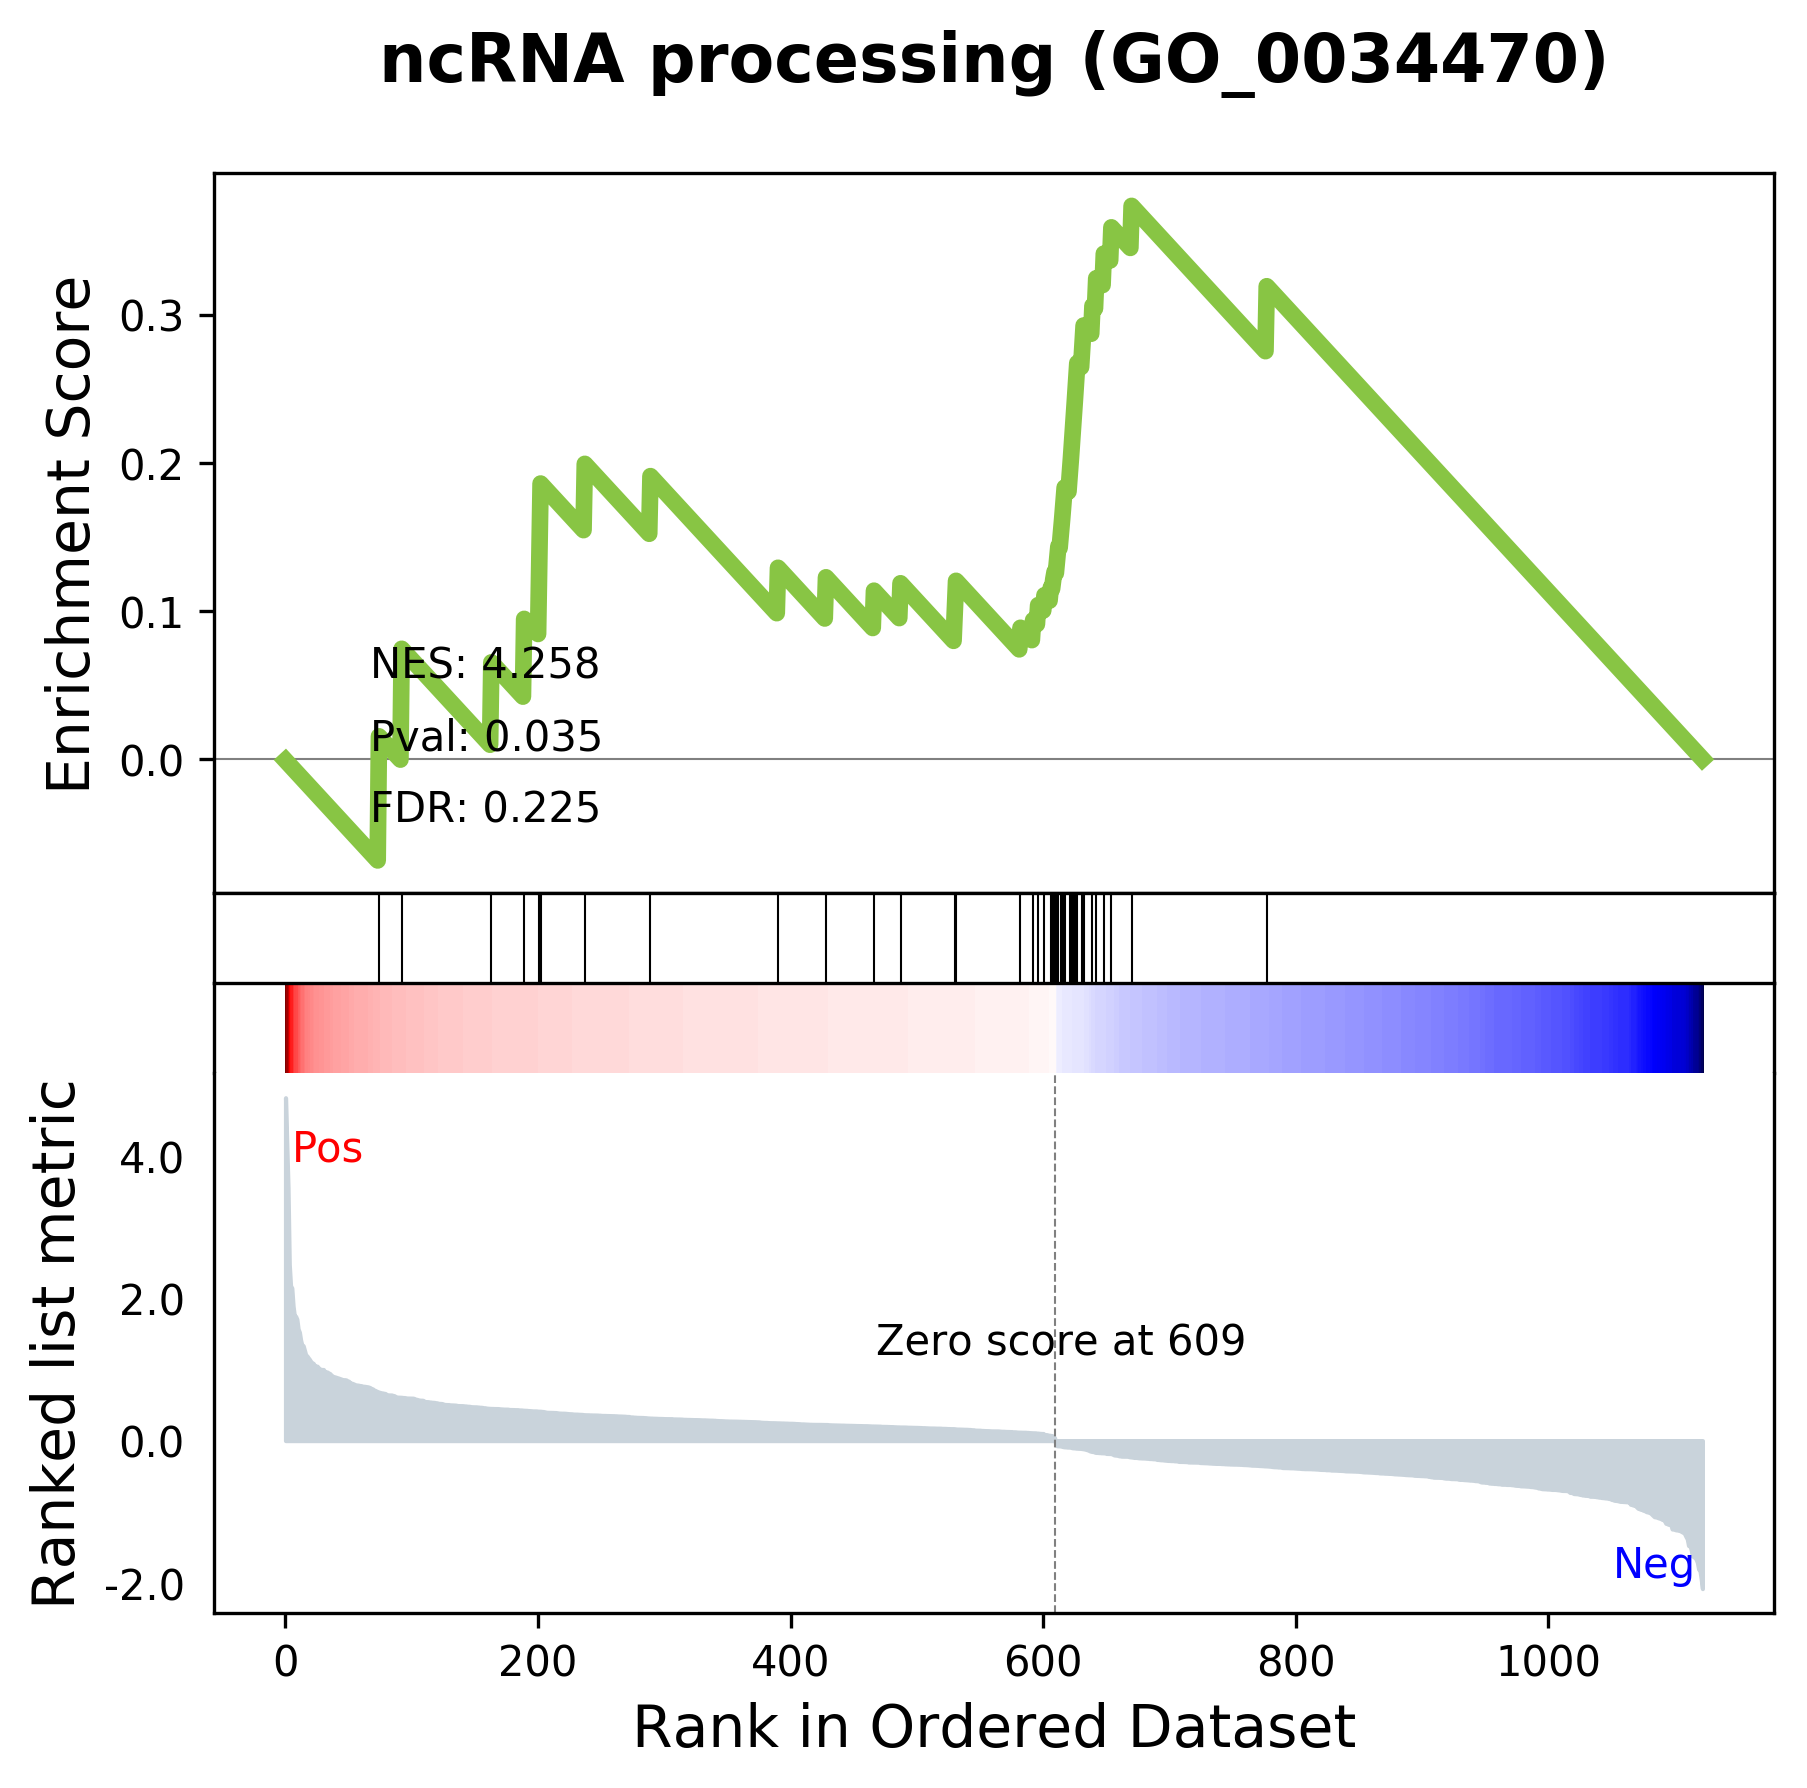 ncRNA processing (GO_0034470)
Enrichment Score
0.3
0.2
0.1
0.0
NES: 4.258
Pval: 0.035
FDR: 0.225
Ranked list metric
4.0
2.0
0.0
-2.0
Pos
Zero score at 609
Neg
0 200 400 600 800 1000
Rank in Ordered Dataset